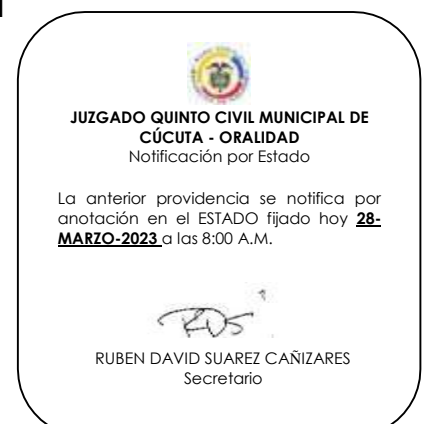 JUZGADO QUINTO CIVIL MUNICIPAL DE
CÚCUTA - ORALIDAD
Notificación por Estado
La anterior providencia se notifica por
anotación en el ESTADO fijado hoy 28-
MARZO-2023 a las 8:00 A.M.
RDS
RUBEN DAVID SUAREZ CAÑIZARES
Secretario